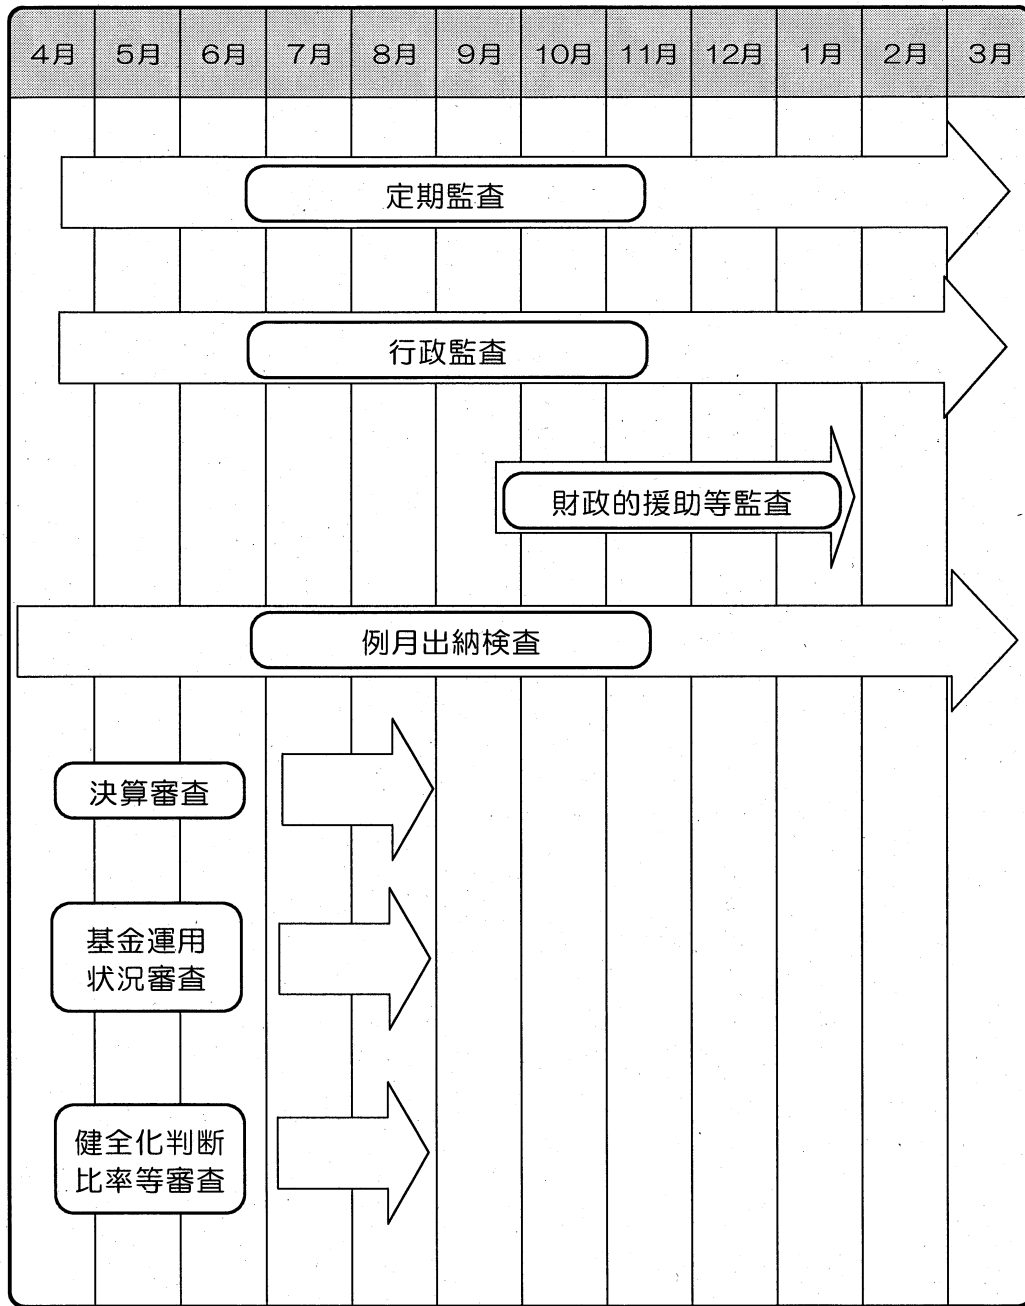 4月 5月 6月 7月 8月 9月 10月 11月 12月 1月 2月 3月
定期監査
行政監査
財政的援助等監査
例月出納検査
決算審査
基金運用
状況審査
健全化判断
比率等審査